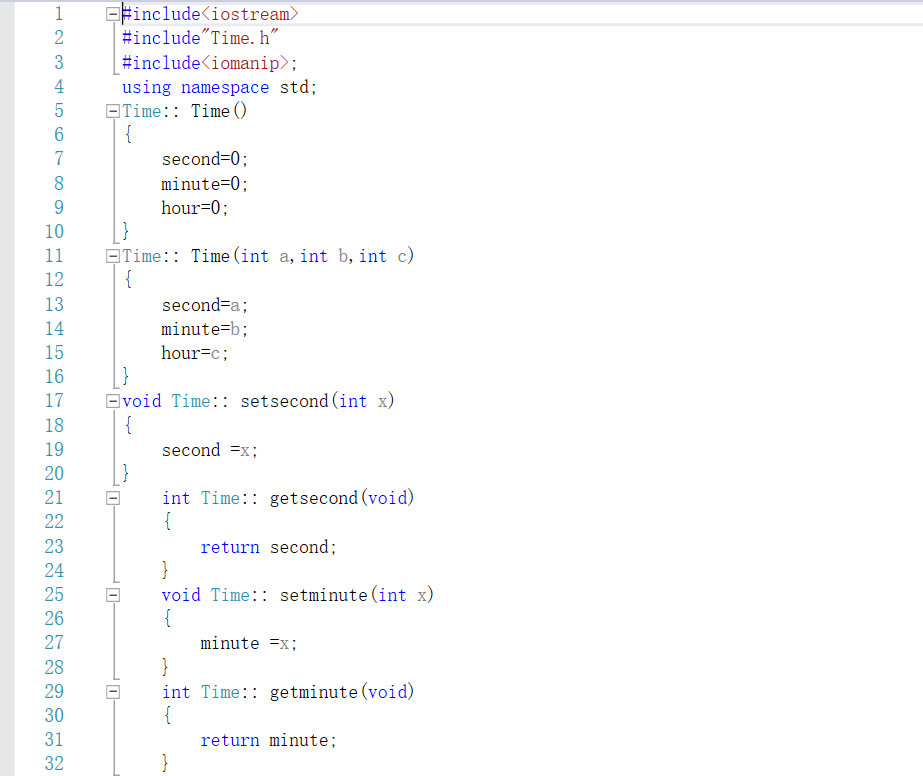 1 #include<iostream>
2 #include"Time.h"
3 #include<iomanip>;
4 using namespace std;
5 Time:: Time()
6 {
7 second=0;
8 minute=0;
9 hour=0;
10 }
11 Time:: Time(int a,int b,int c)
12 {
13 second=a;
14 minute=b;
15 hour=c;
16 }
17 void Time:: setsecond(int x)
18 {
19 second =x;
20 }
21 int Time:: getsecond(void)
22 {
23 return second;
24 }
25 void Time:: setminute(int x)
26 {
27 minute =x;
28 }
29 int Time:: getminute(void)
30 {
31 return minute;
32 }